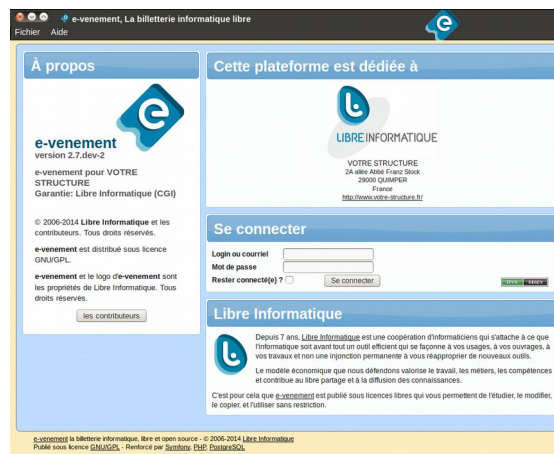 e-venement, La billetterie informatique libre
Fichier Aide
À propos
e-venement
version 2.7.dev-2
e-venement pour VOTRE
STRUCTURE
Garantie: Libre Informatique (CGI)
© 2006-2014 Libre Informatique et les
contributeurs. Tous droits réservés.
e-venement est distribué sous licence
GNU/GPL.
e-venement et le logo d'e-venement sont
les propriétés de Libre Informatique. Tous
droits réservés.
les contributeurs
Cette plateforme est dédiée à
LIBREINFORMATIQUE
VOTRE STRUCTURE
2A allée Abbé Franz Stock
29000 QUIMPER
France
http://www.votre-structure.fr/
Se connecter
Login ou courriel
Mot de passe
Rester connecté(e) ?
Se connecter
IPV6 READY
Libre Informatique
Depuis 7 ans, Libre Informatique est une coopération d'informaticiens qui s'attache à ce que
l'informatique soit avant tout un outil efficient qui se façonne à vos usages, à vos ouvrages, à
vos travaux et non une injonction permanente à vous réapproprier de nouveaux outils.
Le modèle économique que nous défendons valorise le travail, les métiers, les compétences
et contribue au libre partage et à la diffusion des connaissances.
C'est pour cela que e-venement est publié sous licences libres qui vous permettent de l'étudier, le modifier,
le copier, et l'utiliser sans restriction.
e-venement la billetterie informatique, libre et open source - © 2006-2014 Libre Informatique
Publié sous licence GNU/GPL - Renforcé par Symfony, PHP, PostgreSQL